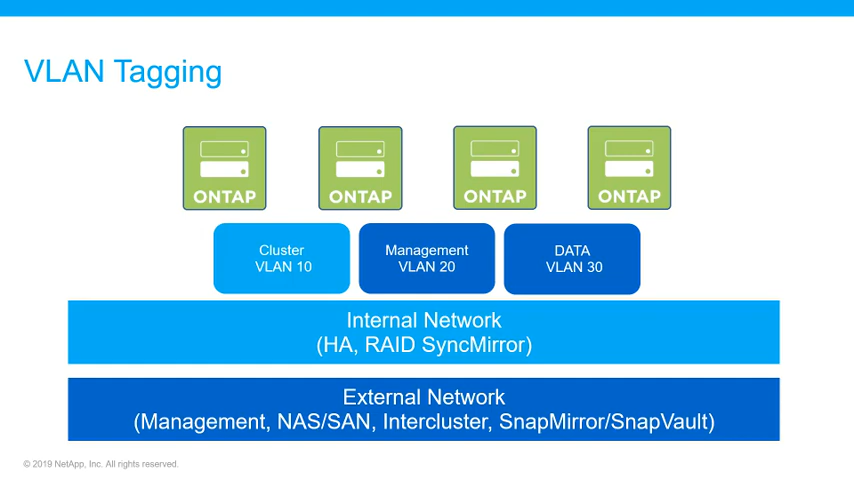 VLAN Tagging
ONTAP
ONTAP
ONTAP
ONTAP
Cluster
VLAN 10
Management
VLAN 20
DATA
VLAN 30
Internal Network
(HA, RAID SyncMirror)
External Network
(Management, NAS/SAN, Intercluster, SnapMirror/SnapVault)
© 2019 NetApp, Inc. All rights reserved.